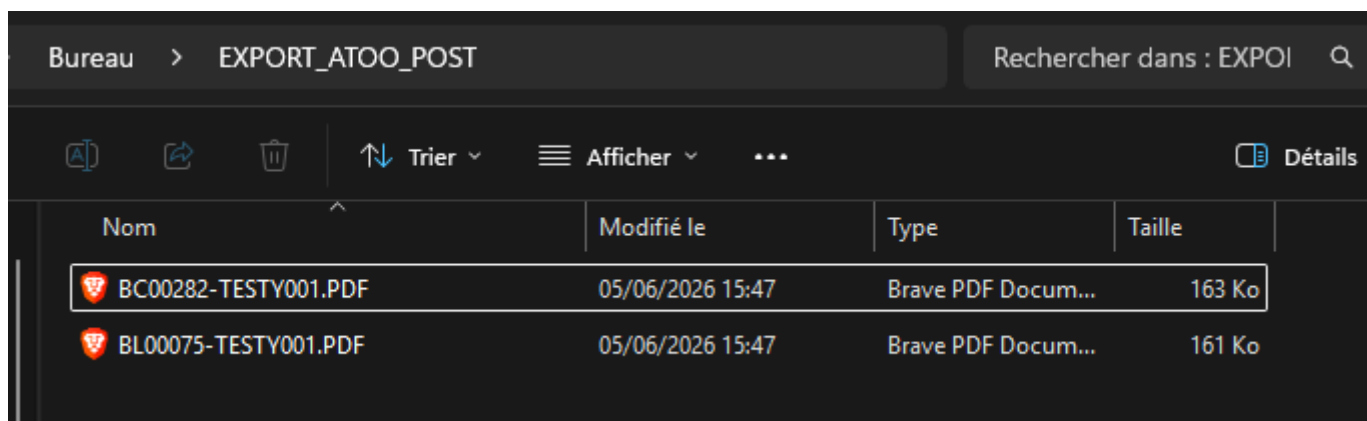 Bureau > EXPORT_ATOO_POST Rechercher dans : EXPOI
Trier Afficher ... Détails
Nom Modifié le Type Taille
BC00282-TESTY001.PDF 05/06/2026 15:47 Brave PDF Docum... 163 Ko
BL00075-TESTY001.PDF 05/06/2026 15:47 Brave PDF Docum... 161 Ko